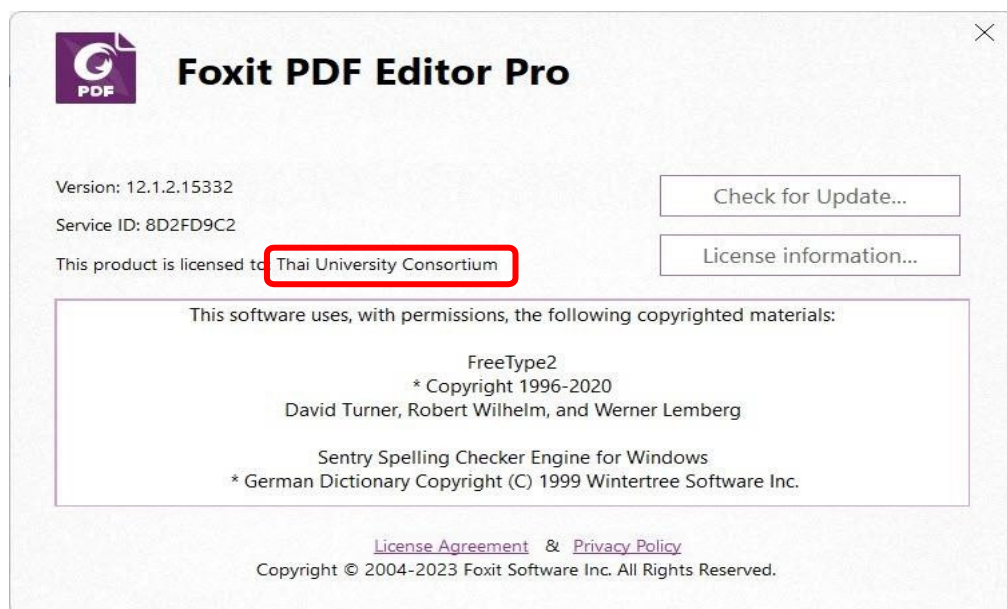 PDF
Foxit PDF Editor Pro
Version: 12.1.2.15332
Check for Update...
Service ID: 8D2FD9C2
This product is licensed to Thai University Consortium
License information...
This software uses, with permissions, the following copyrighted materials:
FreeType2
* Copyright 1996-2020
David Turner, Robert Wilhelm, and Werner Lemberg
Sentry Spelling Checker Engine for Windows
* German Dictionary Copyright (C) 1999 Wintertree Software Inc.
License Agreement & Privacy Policy
Copyright © 2004-2023 Foxit Software Inc. All Rights Reserved.